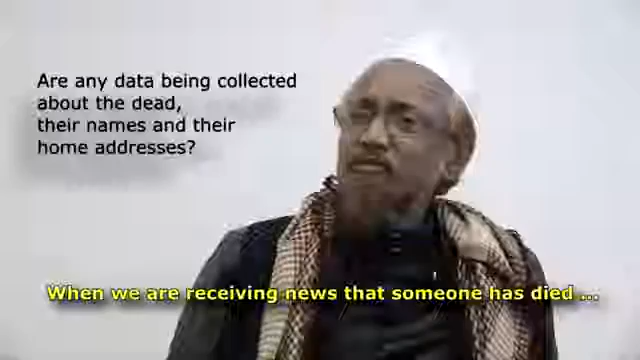 Are any data being collected
about the dead,
their names and their
home addresses?
When we are receiving news that someone has died ...